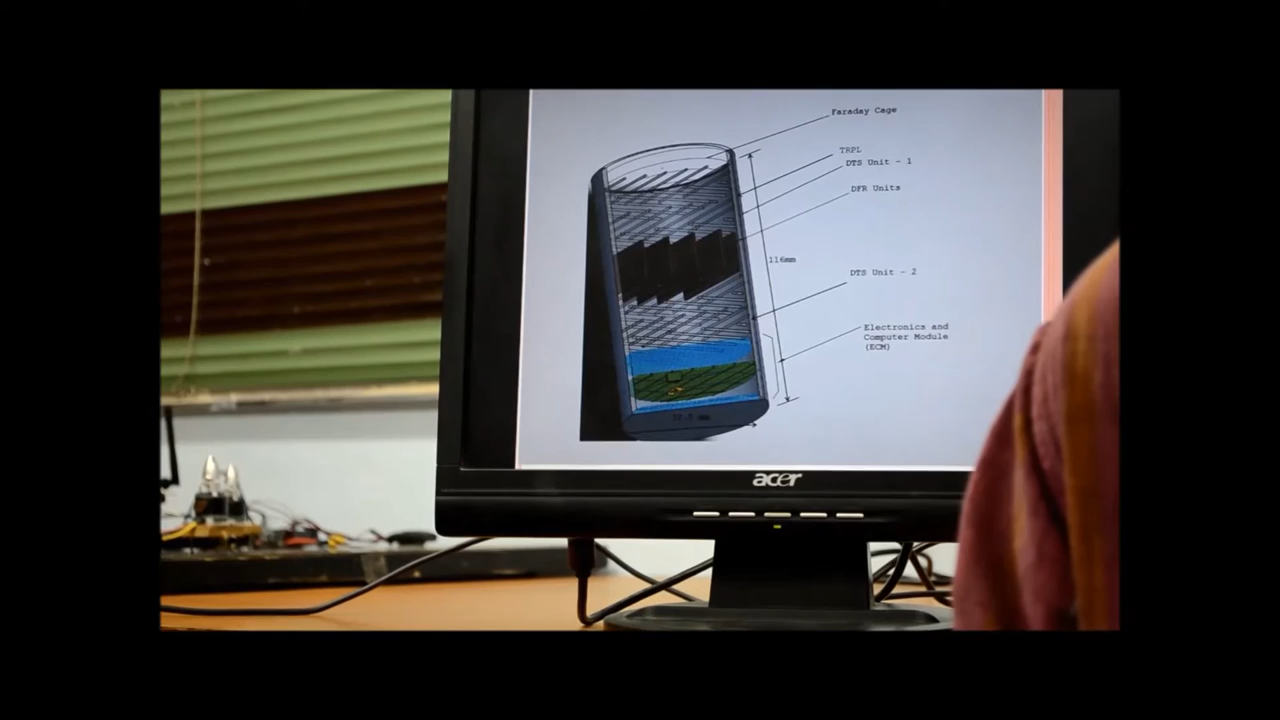 Faraday Cage
TRPL
DTS Unit - 1
DFR Units
116mm
DTS Unit - 2
Electronics and
Computer Module
(ECM)
acer